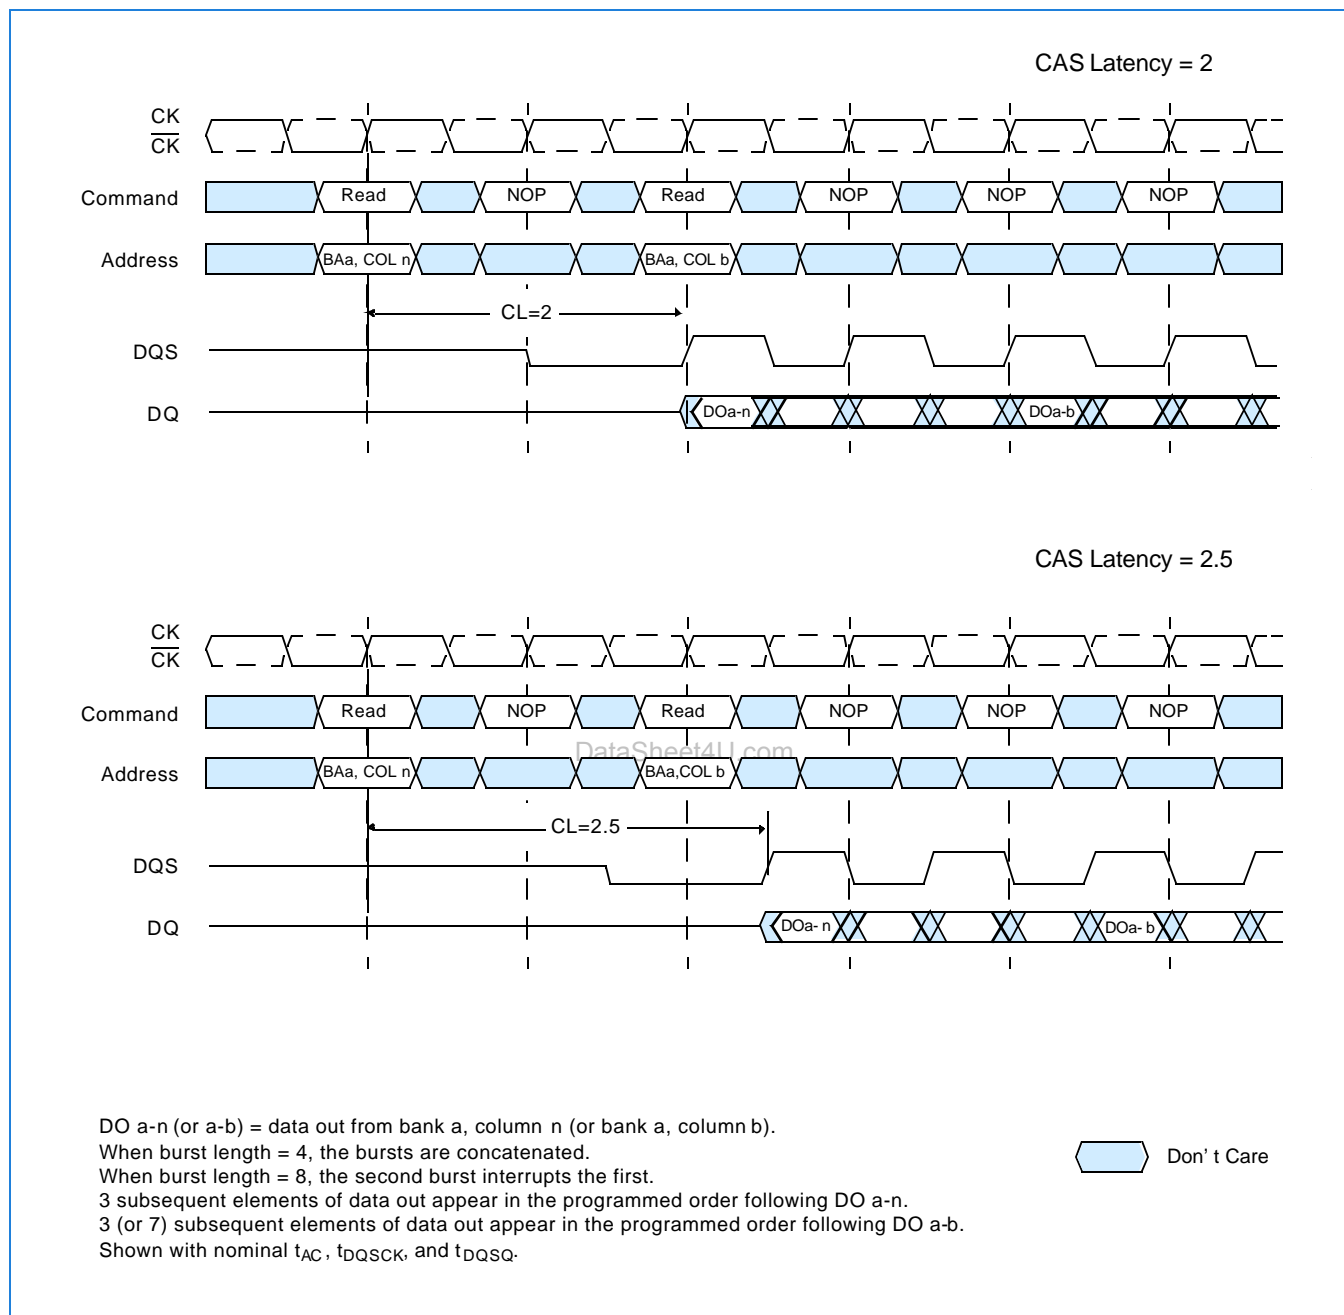 CAS Latency = 2
CK
CK
Command Read NOP Read NOP NOP NOP
Address BAa, COL n BAa, COL b
CL=2
DQS
DQ DOa-n DOa-b
CAS Latency = 2.5
CK
CK
Command Read NOP Read NOP NOP NOP
DataSheet4U.com
Address BAa, COL n BAa,COL b
CL=2.5
DQS
DQ DOa- n DOa- b
DO a-n (or a-b) = data out from bank a, column n (or bank a, column b).
When burst length = 4, the bursts are concatenated.
When burst length = 8, the second burst interrupts the first.
3 subsequent elements of data out appear in the programmed order following DO a-n.
3 (or 7) subsequent elements of data out appear in the programmed order following DO a-b.
Shown with nominal tAC, tDQSCK, and tDQSQ.
Don' t Care